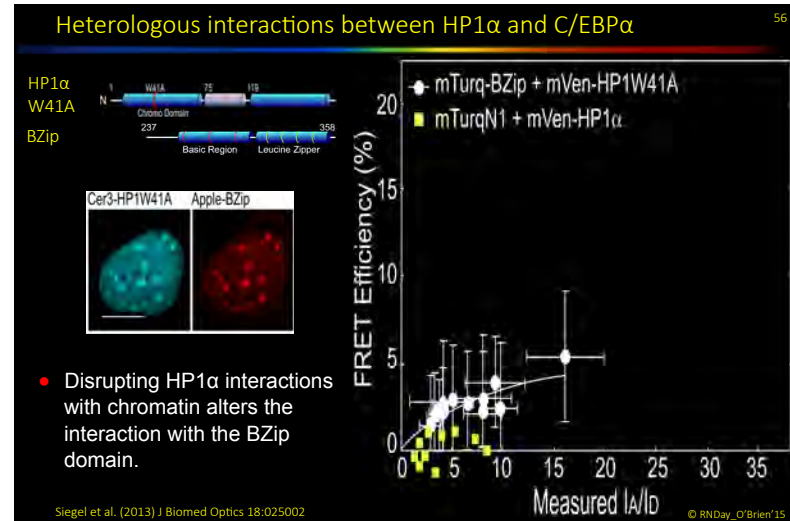 Heterologous interactions between HP1α and C/EBPα
56
HP1α
W41A
BZip
1 W41A 75 119
N
Chromo Domain
237 358
Basic Region Leucine Zipper
Cer3-HP1W41A Apple-BZip
• Disrupting HP1α interactions
with chromatin alters the
interaction with the BZip
domain.
mTurq-BZip + mVen-HP1W41A
mTurqN1 + mVen-HP1α
FRET Efficiency (%)
20
15
10
5
0
0 5 10 15 20 25 30 35
Measured IA/ID
Siegel et al. (2013) J Biomed Optics 18:025002
© RNDay_O'Brien'15